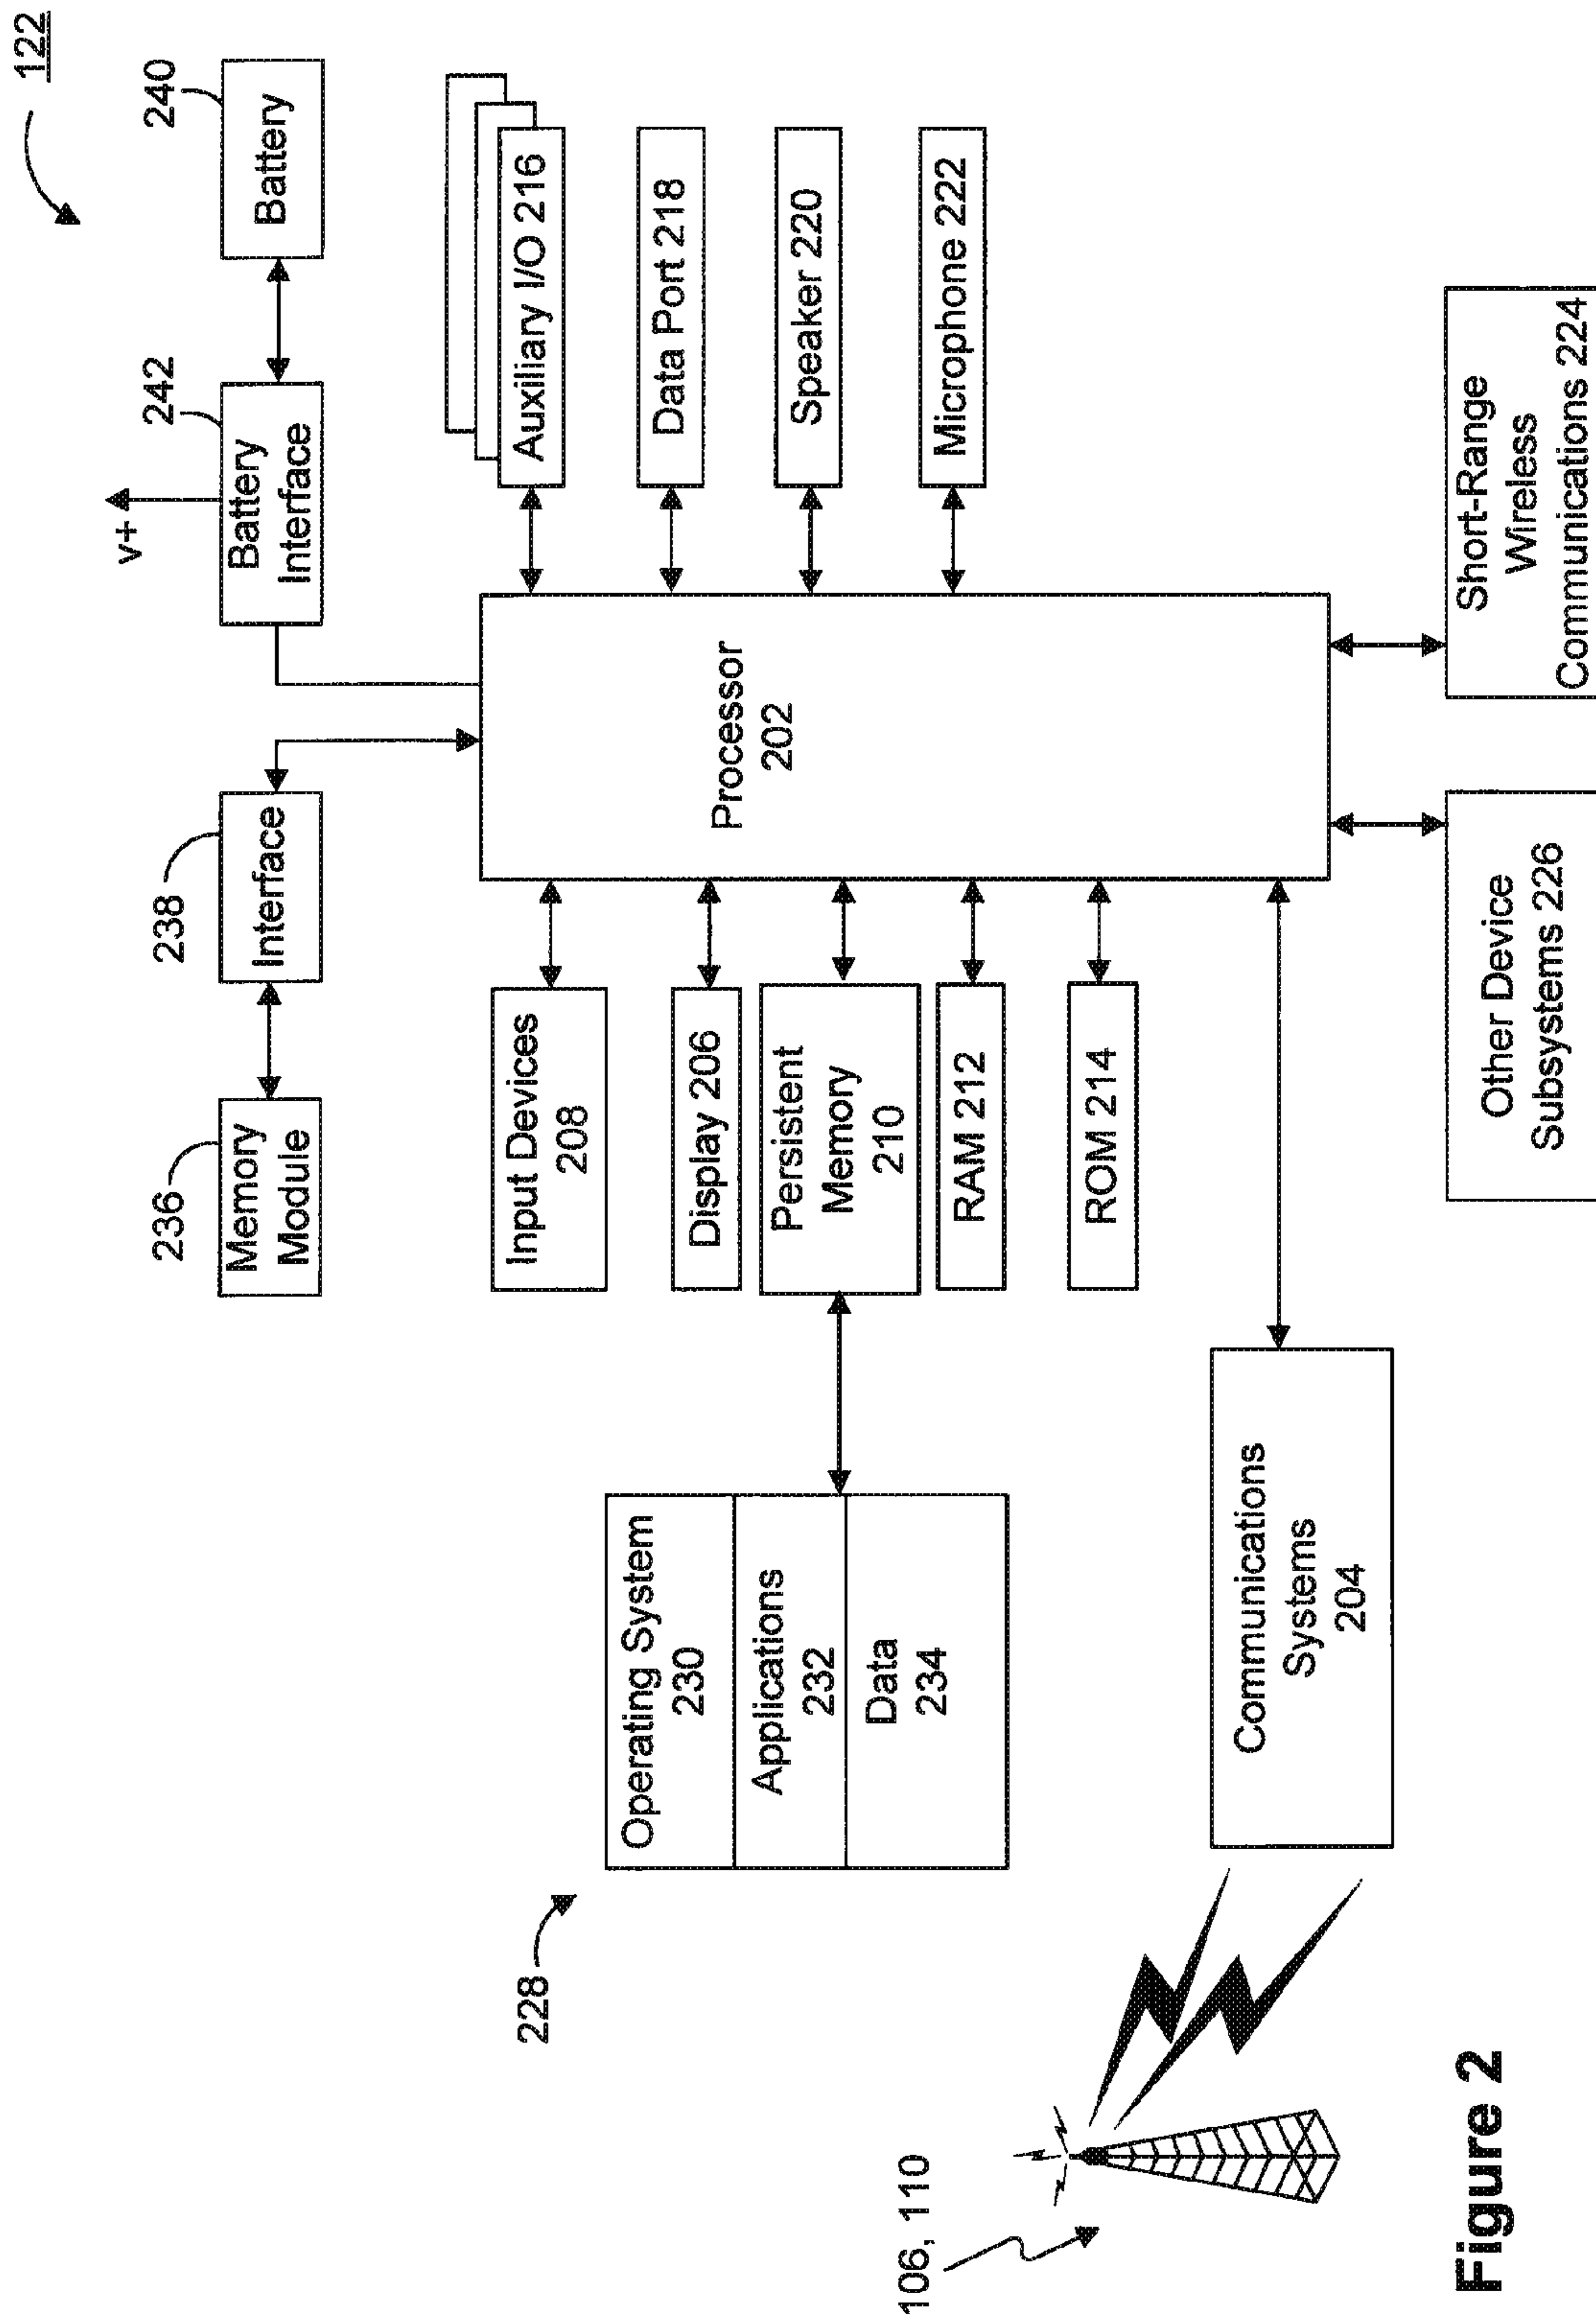 122
236
238
242
240
v+
Memory
Module
Interface
Battery
Interface
Battery
228
Operating System
230
Applications
232
Data
234
Input Devices
208
Display 206
Persistent
Memory
210
RAM 212
ROM 214
Processor
202
Auxiliary I/O 216
Data Port 218
Speaker 220
Microphone 222
106, 110
Communications
Systems
204
Other Device
Subsystems 226
Short-Range
Wireless
Communications 224
Figure 2